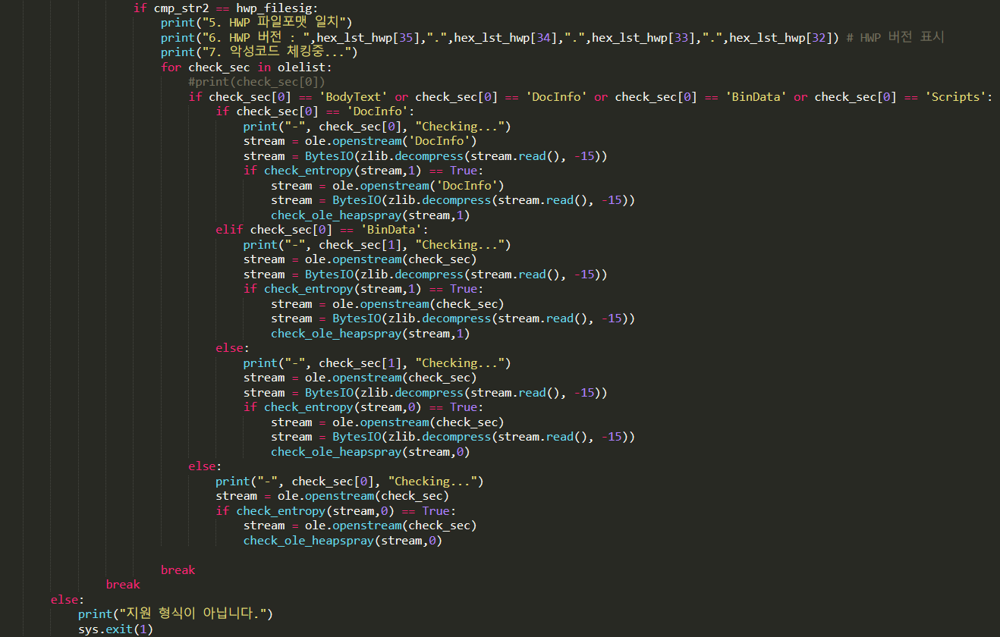 if cmp_str2 == hwp_filesig:
print("5. HWP 파일포맷 일치")
print("6. HWP 버전 : ",hex_lst_hwp[35],".",hex_lst_hwp[34],".",hex_lst_hwp[33],".",hex_lst_hwp[32]) # HWP 버전 표시
print("7. 악성코드 체킹중...")
for check_sec in olelist:
#print(check_sec[0])
if check_sec[0] == 'BodyText' or check_sec[0] == 'DocInfo' or check_sec[0] == 'BinData' or check_sec[0] == 'Scripts':
if check_sec[0] == 'DocInfo':
print("-", check_sec[0], "Checking...")
stream = ole.openstream('DocInfo')
stream = BytesIO(zlib.decompress(stream.read(), -15))
if check_entropy(stream,1) == True:
stream = ole.openstream('DocInfo')
stream = BytesIO(zlib.decompress(stream.read(), -15))
check_ole_heapspray(stream,1)
elif check_sec[0] == 'BinData':
print("-", check_sec[1], "Checking...")
stream = ole.openstream(check_sec)
stream = BytesIO(zlib.decompress(stream.read(), -15))
if check_entropy(stream,1) == True:
stream = ole.openstream(check_sec)
stream = BytesIO(zlib.decompress(stream.read(), -15))
check_ole_heapspray(stream,1)
else:
print("-", check_sec[1], "Checking...")
stream = ole.openstream(check_sec)
stream = BytesIO(zlib.decompress(stream.read(), -15))
if check_entropy(stream,0) == True:
stream = ole.openstream(check_sec)
stream = BytesIO(zlib.decompress(stream.read(), -15))
check_ole_heapspray(stream,0)
else:
print("-", check_sec[0], "Checking...")
stream = ole.openstream(check_sec)
if check_entropy(stream,0) == True:
stream = ole.openstream(check_sec)
check_ole_heapspray(stream,0)
break
break
else:
print("지원 형식이 아닙니다.")
sys.exit(1)